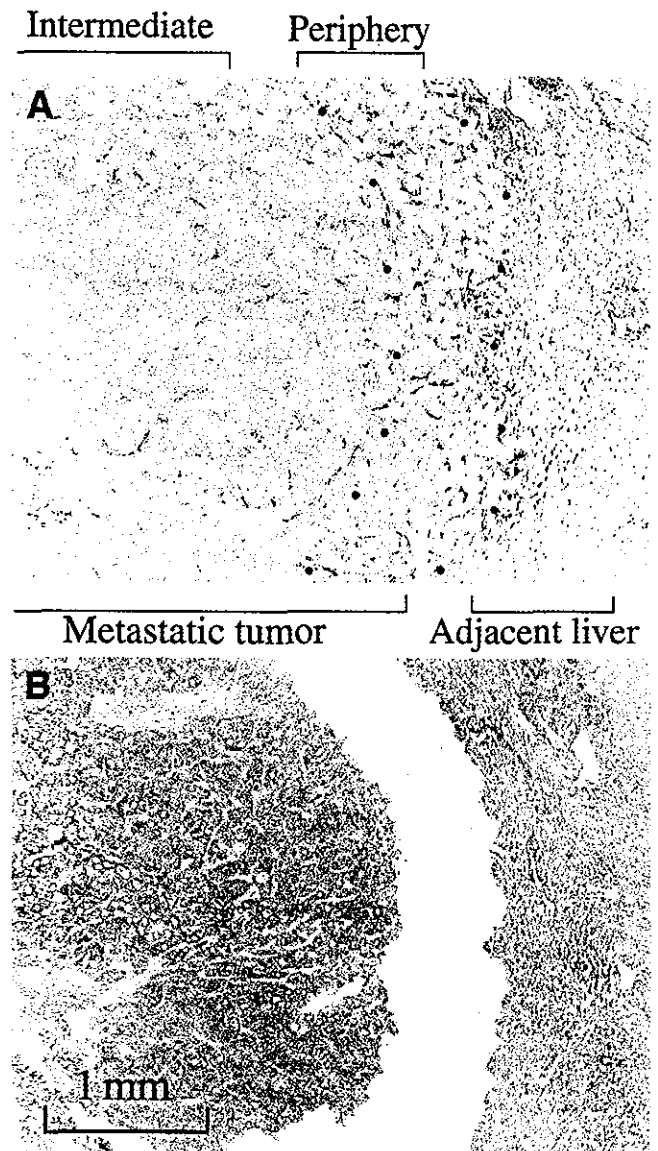 Intermediate Periphery
A
Metastatic tumor Adjacent liver
B
1 mm